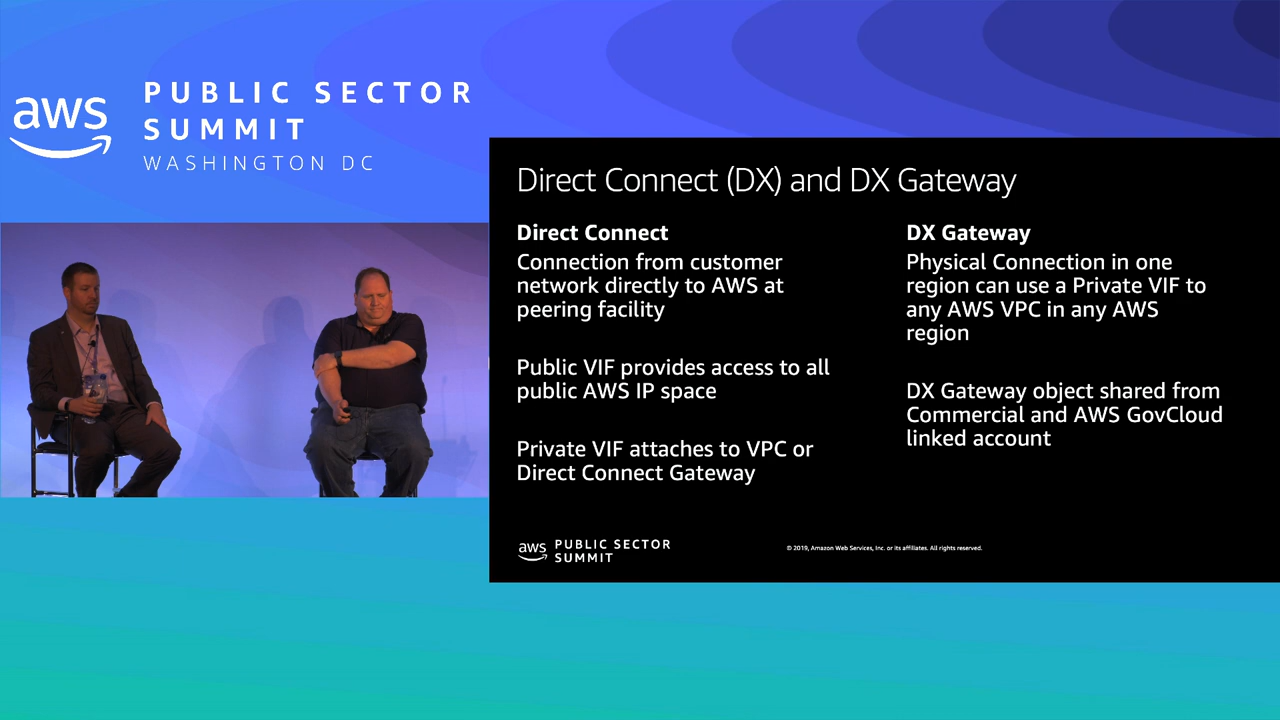 aws
PUBLIC SECTOR
SUMMIT
WASHINGTON DC
Direct Connect (DX) and DX Gateway
Direct Connect
Connection from customer
network directly to AWS at
peering facility
Public VIF provides access to all
public AWS IP space
Private VIF attaches to VPC or
Direct Connect Gateway
DX Gateway
Physical Connection in one
region can use a Private VIF to
any AWS VPC in any AWS
region
DX Gateway object shared from
Commercial and AWS GovCloud
linked account
aws
PUBLIC SECTOR
SUMMIT
© 2019, Amazon Web Services, Inc. or its affiliates. All rights reserved.